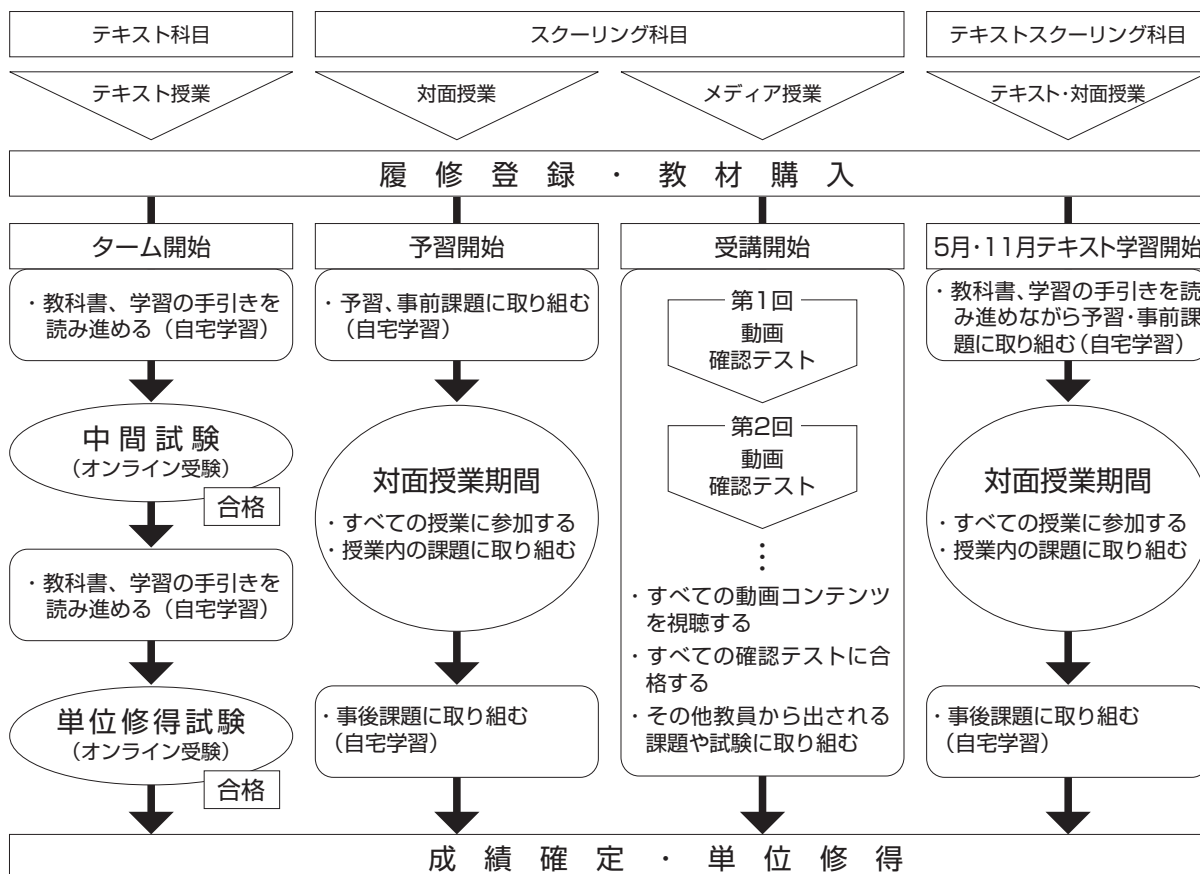 テキスト科目
スクーリング科目
テキストスクーリング科目
テキスト授業
対面授業
メディア授業
テキスト・対面授業
履修登録・教材購入
ターム開始
・教科書、学習の手引きを
読み進める（自宅学習）
中間試験
（オンライン受験）
合格
・教科書、学習の手引きを
読み進める（自宅学習）
単位修得試験
（オンライン受験）
合格
予習開始
・予習、事前課題に取り組む
（自宅学習）
対面授業期間
・すべての授業に参加する
・授業内の課題に取り組む
・事後課題に取り組む
（自宅学習）
受講開始
第1回
動画
確認テスト
第2回
動画
確認テスト
⋮
・すべての動画コンテンツ
を視聴する
・すべての確認テストに合
格する
・その他教員から出される
課題や試験に取り組む
5月・11月テキスト学習開始
・教科書、学習の手引きを読
み進めながら予習・事前課
題に取り組む（自宅学習）
対面授業期間
・すべての授業に参加する
・授業内の課題に取り組む
・事後課題に取り組む
（自宅学習）
成績確定・単位修得